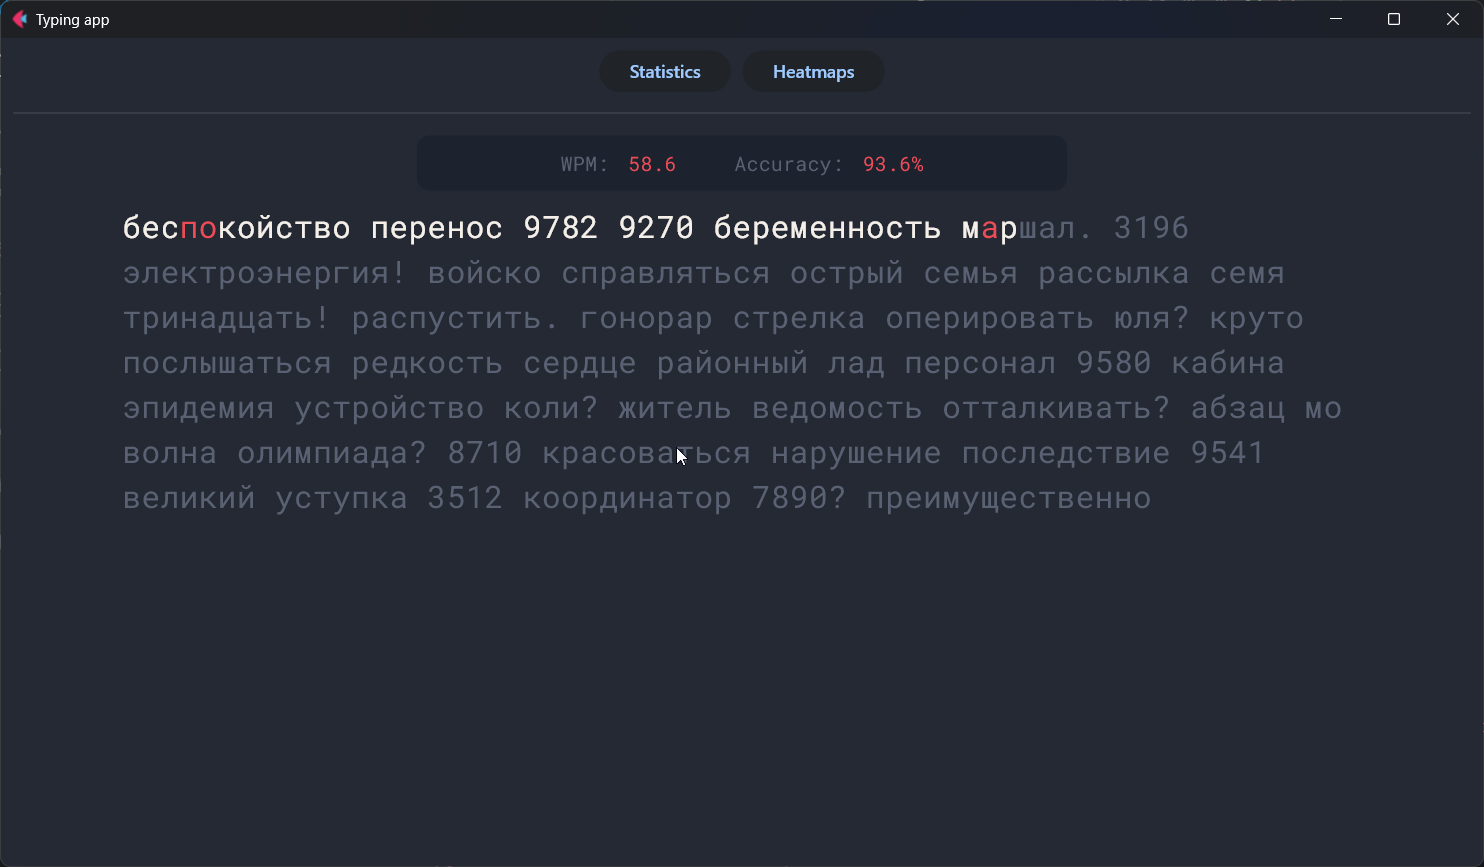 Typing app
Statistics Heatmaps
WPM: 58.6 Accuracy: 93.6%
беспокойство перенос 9782 9270 беременность маршал. 3196
электроэнергия! войско справляться острый семья рассылка семя
тринадцать! распустить. гонорар стрелка оперировать юля? круто
послышаться редкость сердце районный лад персонал 9580 кабина
эпидемия устройство коли? житель ведомость отталкивать? абзац мо
волна олимпиада? 8710 красоваться нарушение последствие 9541
великий уступка 3512 координатор 7890? преимущественно